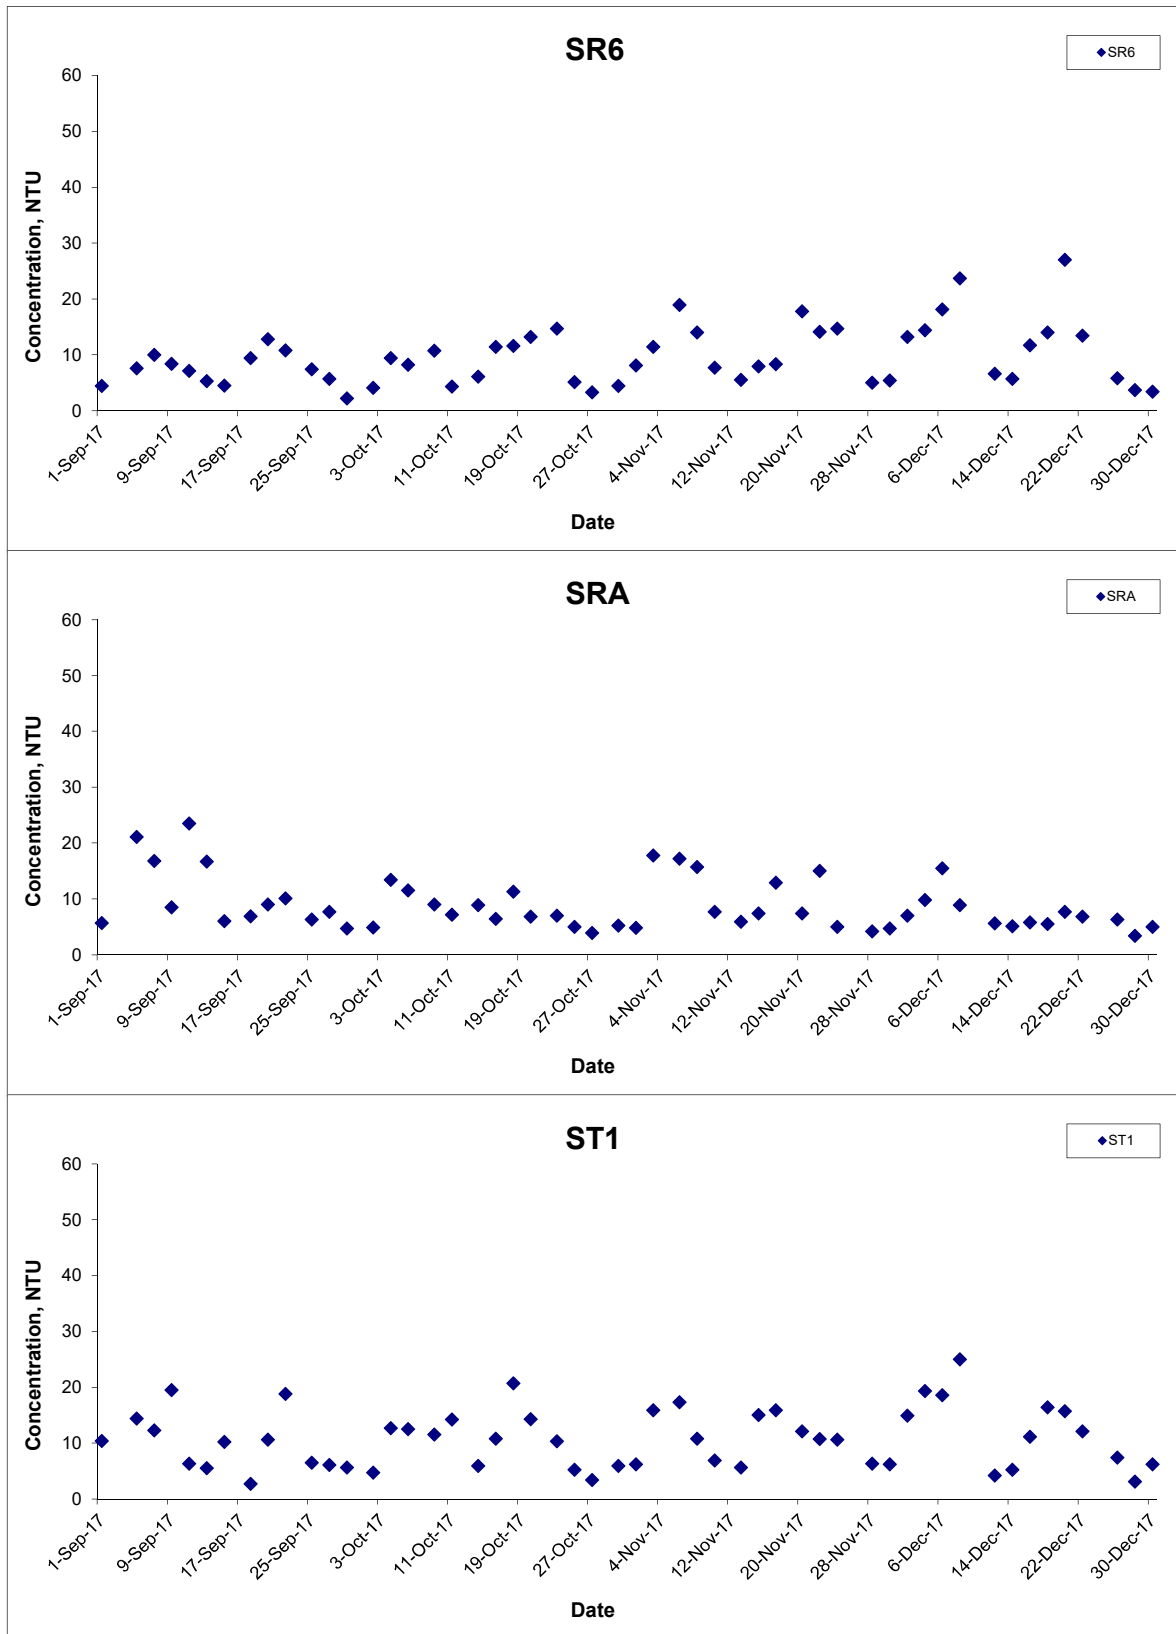 SR6
SR6
60
50
40
30
20
10
0
Concentration, NTU
1-Sep-17
9-Sep-17
17-Sep-17
25-Sep-17
3-Oct-17
11-Oct-17
19-Oct-17
27-Oct-17
4-Nov-17
12-Nov-17
20-Nov-17
28-Nov-17
6-Dec-17
14-Dec-17
22-Dec-17
30-Dec-17
Date
SRA
SRA
60
50
40
30
20
10
0
Concentration, NTU
1-Sep-17
9-Sep-17
17-Sep-17
25-Sep-17
3-Oct-17
11-Oct-17
19-Oct-17
27-Oct-17
4-Nov-17
12-Nov-17
20-Nov-17
28-Nov-17
6-Dec-17
14-Dec-17
22-Dec-17
30-Dec-17
Date
ST1
ST1
60
50
40
30
20
10
0
Concentration, NTU
1-Sep-17
9-Sep-17
17-Sep-17
25-Sep-17
3-Oct-17
11-Oct-17
19-Oct-17
27-Oct-17
4-Nov-17
12-Nov-17
20-Nov-17
28-Nov-17
6-Dec-17
14-Dec-17
22-Dec-17
30-Dec-17
Date